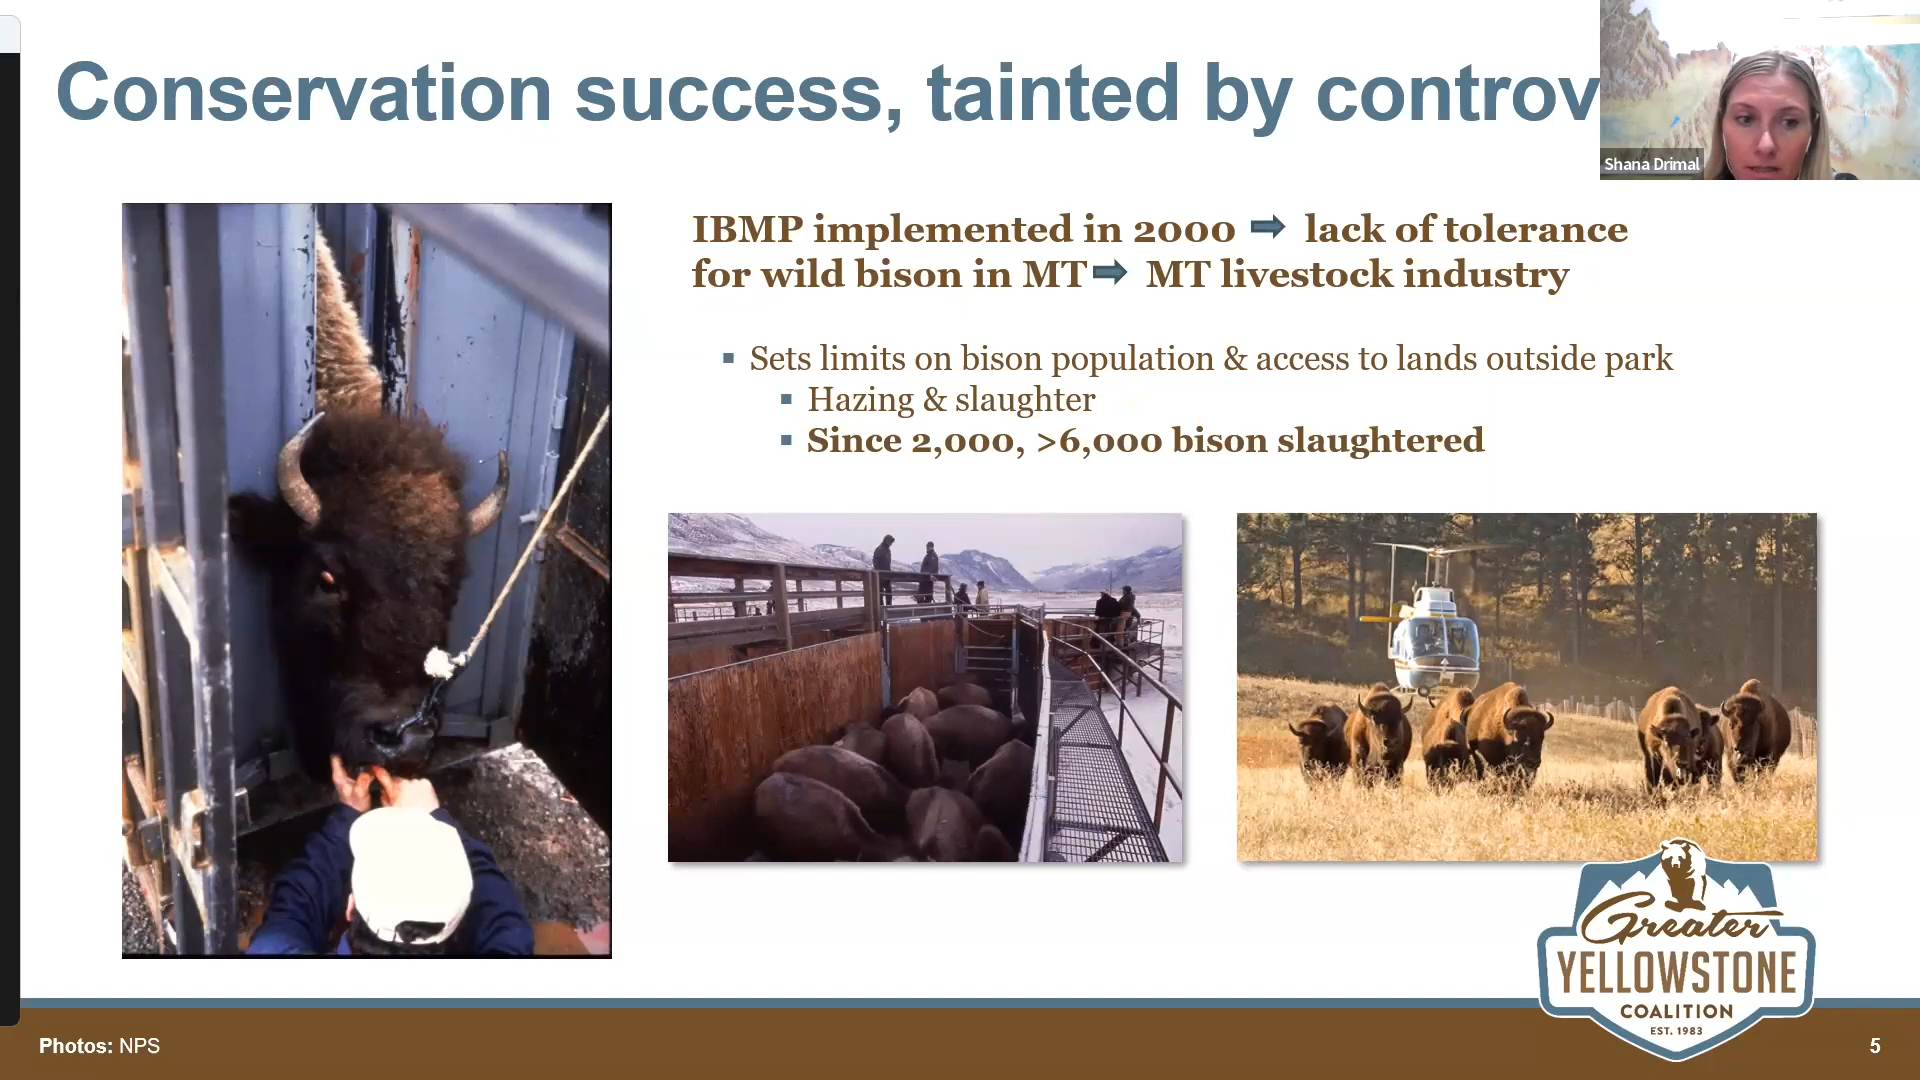 Conservation success, tainted by controv
Shana Drimal
IBMP implemented in 2000 ➡ lack of tolerance
for wild bison in MT ➡ MT livestock industry
▪ Sets limits on bison population & access to lands outside park
▪ Hazing & slaughter
▪ Since 2,000, >6,000 bison slaughtered
Greater
YELLOWSTONE
COALITION
EST. 1983
Photos: NPS
5